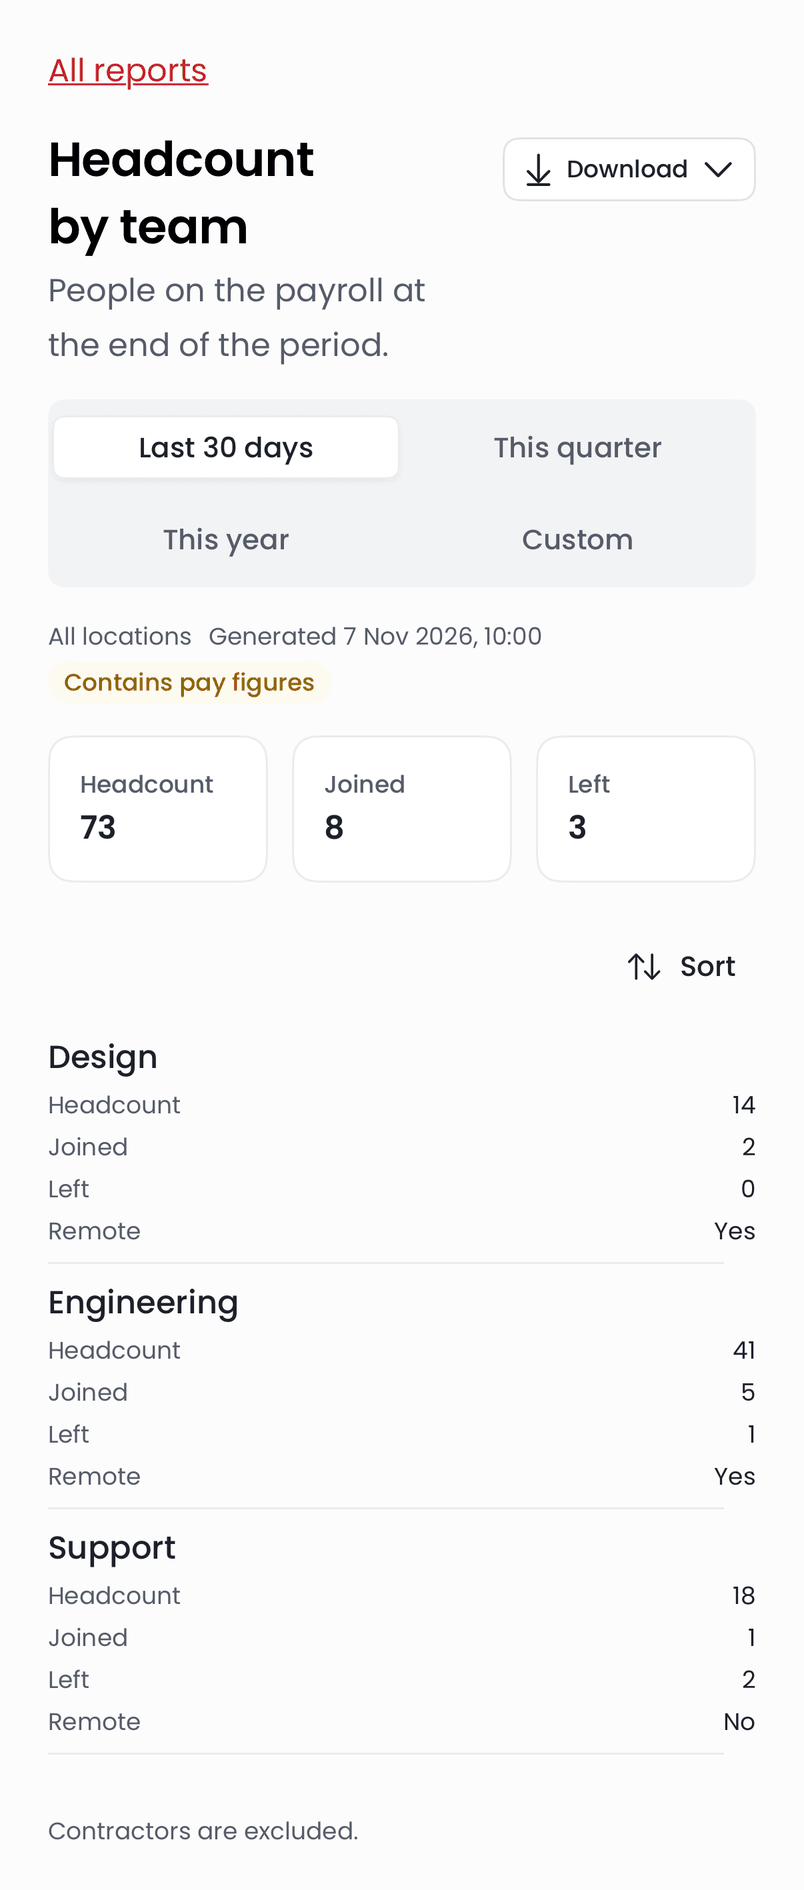 All reports
Headcount
by team
Download
People on the payroll at
the end of the period.
Last 30 days
This quarter
This year
Custom
All locations Generated 7 Nov 2026, 10:00
Contains pay figures
Headcount
73
Joined
8
Left
3
Sort
Design
Headcount 14
Joined 2
Left 0
Remote Yes
Engineering
Headcount 41
Joined 5
Left 1
Remote Yes
Support
Headcount 18
Joined 1
Left 2
Remote No
Contractors are excluded.